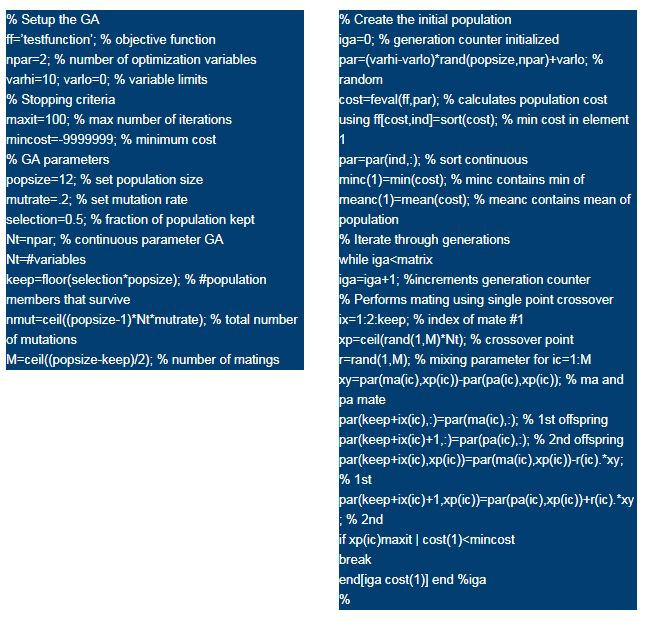 % Setup the GA
ff='testfunction'; % objective function
npar=2; % number of optimization variables
varhi=10; varlo=0; % variable limits
% Stopping criteria
maxit=100; % max number of iterations
mincost=-9999999; % minimum cost
% GA parameters
popsize=12; % set population size
mutrate=.2; % set mutation rate
selection=0.5; % fraction of population kept
Nt=npar; % continuous parameter GA
Nt=#variables
keep=floor(selection*popsize); % #population
members that survive
nmut=ceil((popsize-1)*Nt*mutrate); % total number
of mutations
M=ceil((popsize-keep)/2); % number of matings
% Create the initial population
iga=0; % generation counter initialized
par=(varhi-varlo)*rand(popsize,npar)+varlo; %
random
cost=feval(ff,par); % calculates population cost
using ff[cost,ind]=sort(cost); % min cost in element
1
par=par(ind,:); % sort continuous
minc(1)=min(cost); % minc contains min of
meanc(1)=mean(cost); % meanc contains mean of
population
% Iterate through generations
while iga<matrix
iga=iga+1; %increments generation counter
% Performs mating using single point crossover
ix=1:2:keep; % index of mate #1
xp=ceil(rand(1,M)*Nt); % crossover point
r=rand(1,M); % mixing parameter for ic=1:M
xy=par(ma(ic),xp(ic))-par(pa(ic),xp(ic)); % ma and
pa mate
par(keep+ix(ic),:)=par(ma(ic),:); % 1st offspring
par(keep+ix(ic)+1,:)=par(pa(ic),:); % 2nd offspring
par(keep+ix(ic),xp(ic))=par(ma(ic),xp(ic))-r(ic).*xy;
% 1st
par(keep+ix(ic)+1,xp(ic))=par(pa(ic),xp(ic))+r(ic).*xy
; % 2nd
if xp(ic)maxit | cost(1)<mincost
break
end[iga cost(1)] end %iga
%